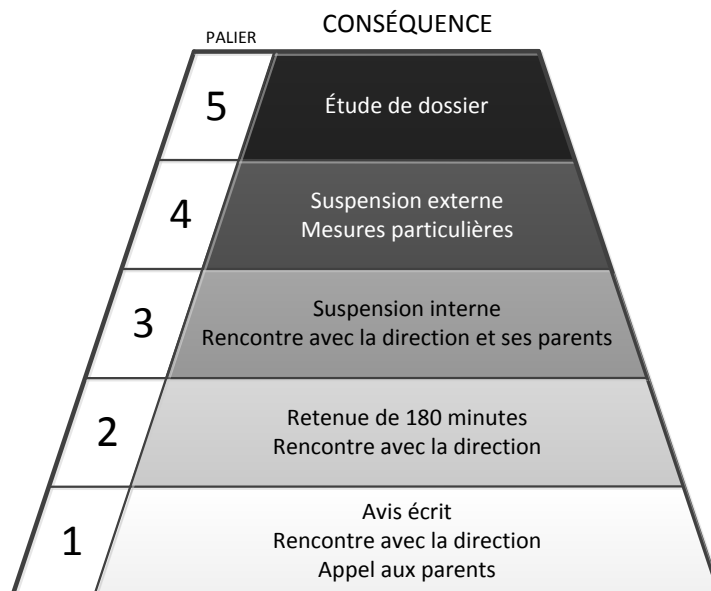 PALIER
CONSÉQUENCE
5
Étude de dossier
4
Suspension externe
Mesures particulières
3
Suspension interne
Rencontre avec la direction et ses parents
2
Retenue de 180 minutes
Rencontre avec la direction
1
Avis écrit
Rencontre avec la direction
Appel aux parents